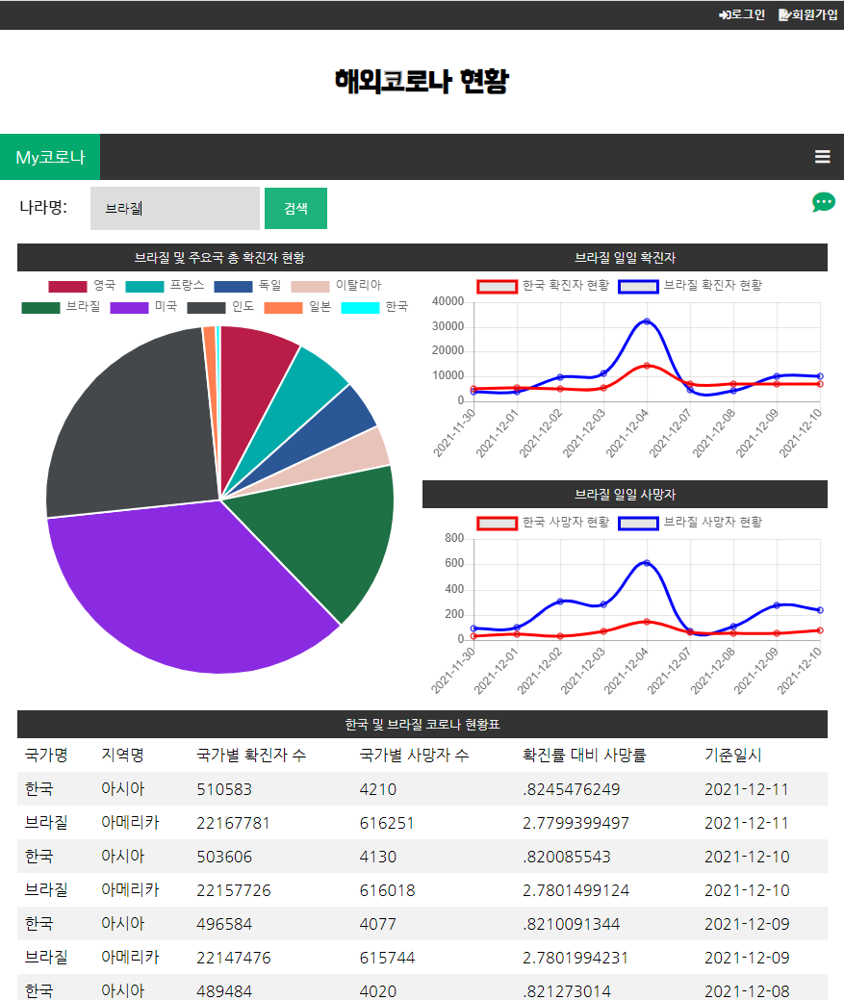 로그인 회원가입
해외코로나 현황
My코로나
나라명: 브라질 검색
브라질 및 주요국 총 확진자 현황
영국 프랑스 독일 이탈리아
브라질 미국 인도 일본 한국
브라질 일일 확진자
한국 확진자 현황 브라질 확진자 현황
40000
30000
20000
10000
0
2021-11-30 2021-12-01 2021-12-02 2021-12-03 2021-12-04 2021-12-07 2021-12-08 2021-12-09 2021-12-10
브라질 일일 사망자
한국 사망자 현황 브라질 사망자 현황
800
600
400
200
0
2021-11-30 2021-12-01 2021-12-02 2021-12-03 2021-12-04 2021-12-07 2021-12-08 2021-12-09 2021-12-10
한국 및 브라질 코로나 현황표
국가명 지역명 국가별 확진자 수 국가별 사망자 수 확진률 대비 사망률 기준일시
한국 아시아 510583 4210 .8245476249 2021-12-11
브라질 아메리카 22167781 616251 2.7799399497 2021-12-11
한국 아시아 503606 4130 .820085543 2021-12-10
브라질 아메리카 22157726 616018 2.7801499124 2021-12-10
한국 아시아 496584 4077 .8210091344 2021-12-09
브라질 아메리카 22147476 615744 2.7801994231 2021-12-09
한국 아시아 489484 4020 .821273014 2021-12-08